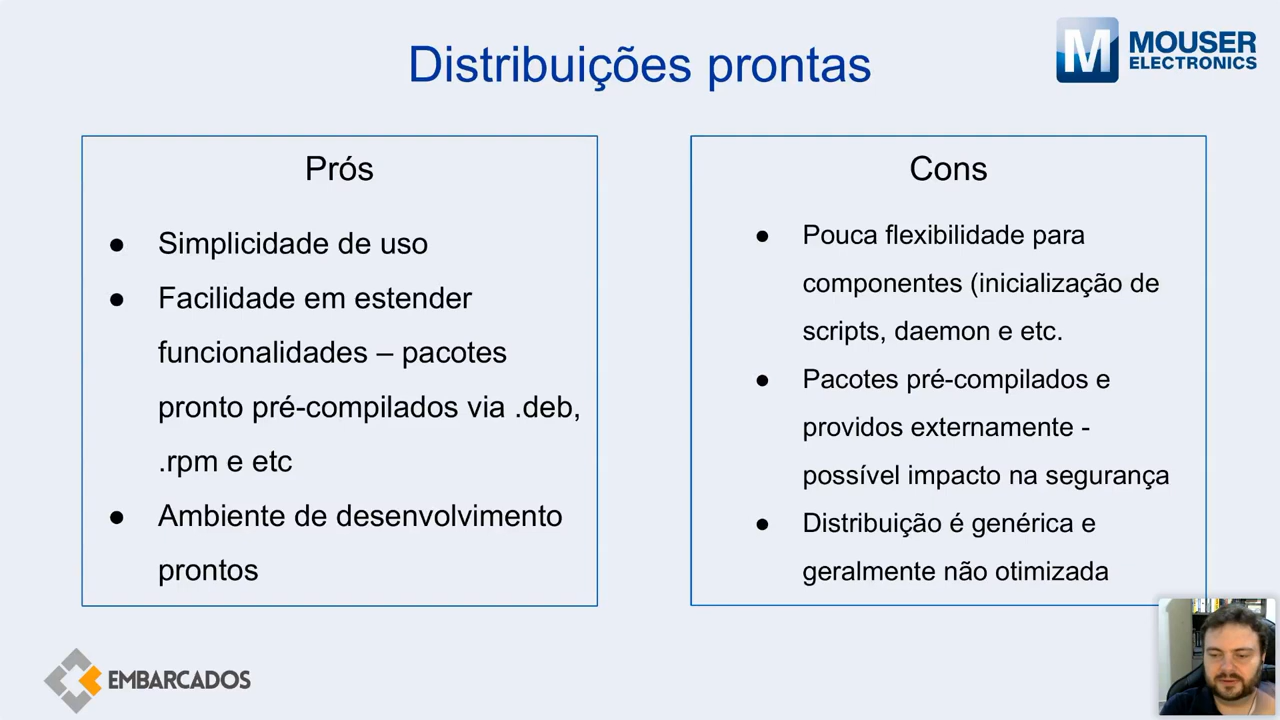 Distribuições prontas
M MOUSER
ELECTRONICS
Prós
● Simplicidade de uso
● Facilidade em estender
funcionalidades – pacotes
pronto pré-compilados via .deb,
.rpm e etc
● Ambiente de desenvolvimento
prontos
Cons
● Pouca flexibilidade para
componentes (inicialização de
scripts, daemon e etc.
● Pacotes pré-compilados e
providos externamente -
possível impacto na segurança
● Distribuição é genérica e
geralmente não otimizada
EMBARCADOS